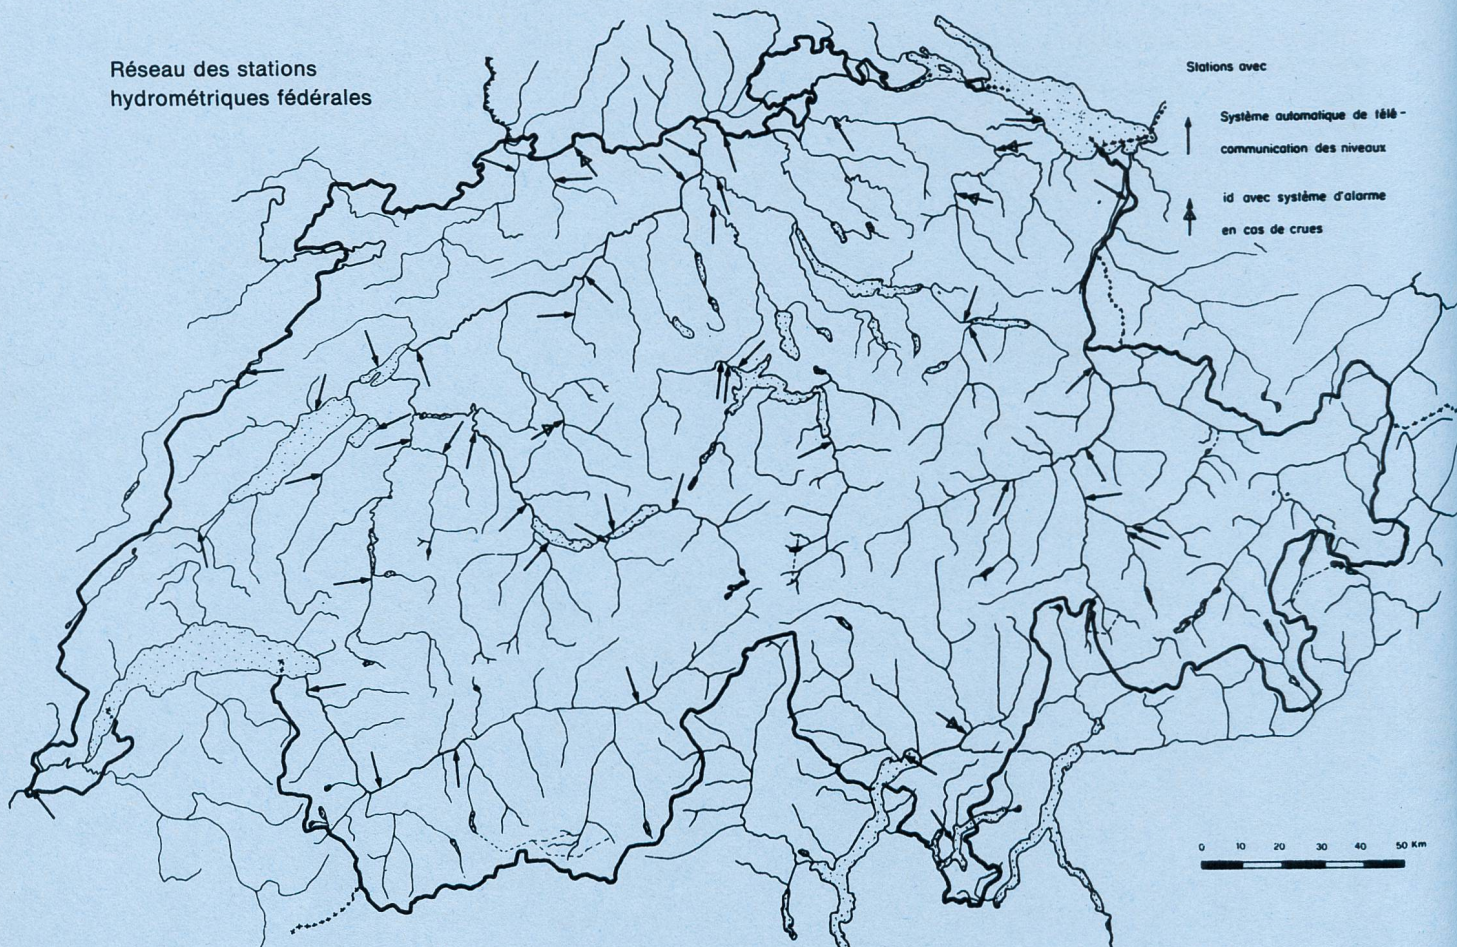 Réseau des stations
hydrométriques fédérales
Stations avec
Système automatique de télé-
communication des niveaux
id avec système d'alarme
en cas de crues
0 10 20 30 40 50 Km